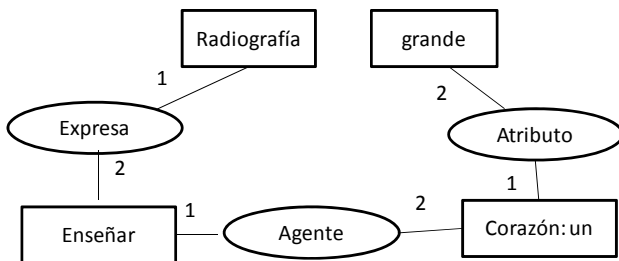 Radiografía
grande
1
2
Expresa
Atributo
2
1
1
2
Enseñar
Agente
Corazón: un